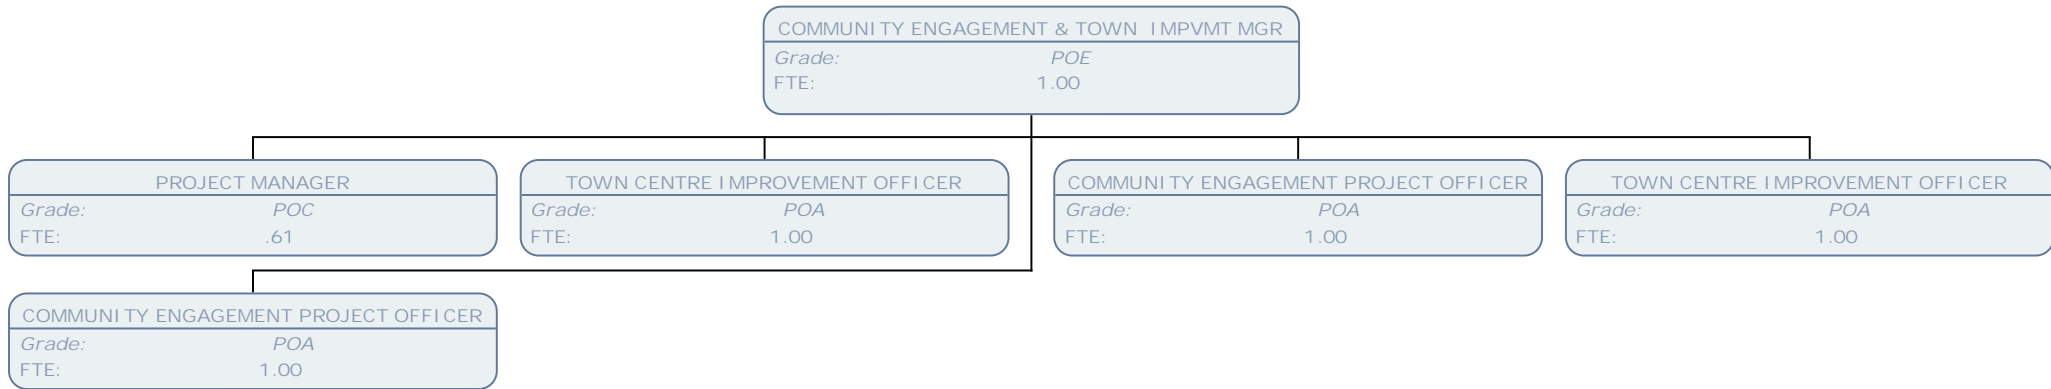 COMMUNITY ENGAGEMENT & TOWN IMPVMT MGR
Grade: POE
FTE: 1.00
PROJECT MANAGER
Grade: POC
FTE: .61
TOWN CENTRE IMPROVEMENT OFFICER
Grade: POA
FTE: 1.00
COMMUNITY ENGAGEMENT PROJECT OFFICER
Grade: POA
FTE: 1.00
TOWN CENTRE IMPROVEMENT OFFICER
Grade: POA
FTE: 1.00
COMMUNITY ENGAGEMENT PROJECT OFFICER
Grade: POA
FTE: 1.00